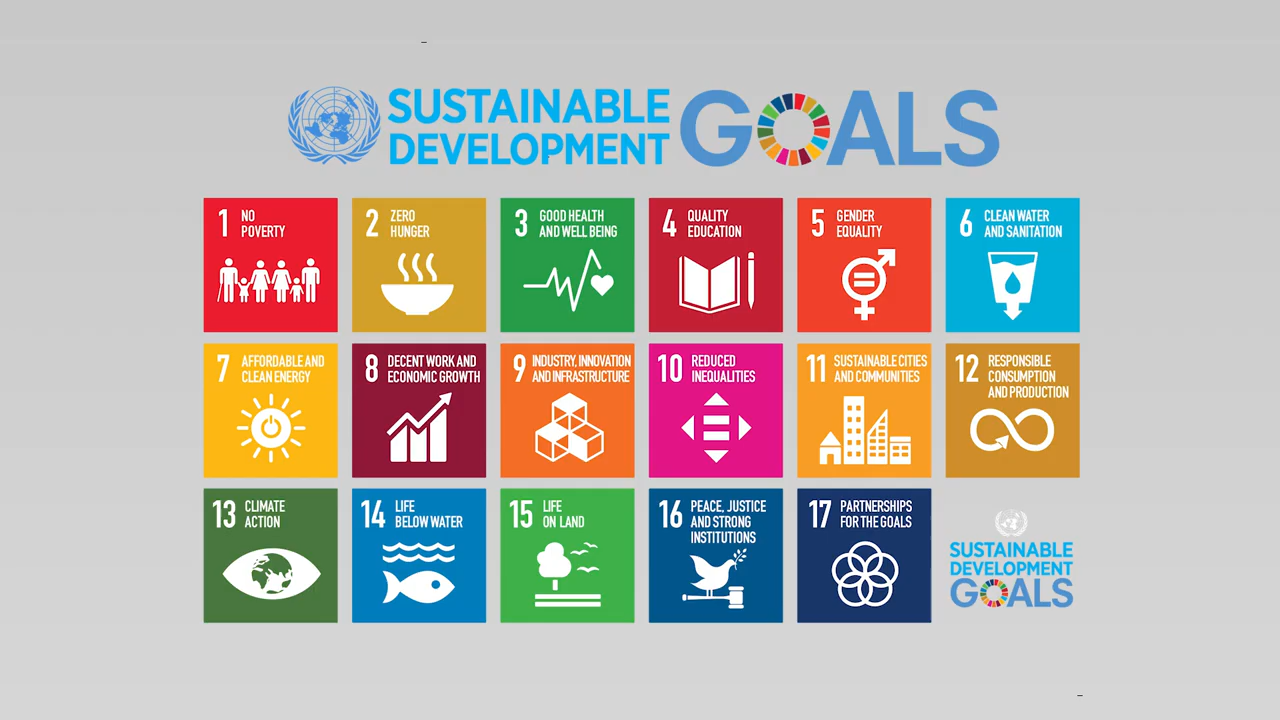 SUSTAINABLE
DEVELOPMENT
GOALS
1 NO
POVERTY
2 ZERO
HUNGER
3 GOOD HEALTH
AND WELL BEING
4 QUALITY
EDUCATION
5 GENDER
EQUALITY
6 CLEAN WATER
AND SANITATION
7 AFFORDABLE AND
CLEAN ENERGY
8 DECENT WORK AND
ECONOMIC GROWTH
9 INDUSTRY, INNOVATION
AND INFRASTRUCTURE
10 REDUCED
INEQUALITIES
11 SUSTAINABLE CITIES
AND COMMUNITIES
12 RESPONSIBLE
CONSUMPTION
AND PRODUCTION
13 CLIMATE
ACTION
14 LIFE
BELOW WATER
15 LIFE
ON LAND
16 PEACE, JUSTICE
AND STRONG
INSTITUTIONS
17 PARTNERSHIPS
FOR THE GOALS
SUSTAINABLE
DEVELOPMENT
GOALS